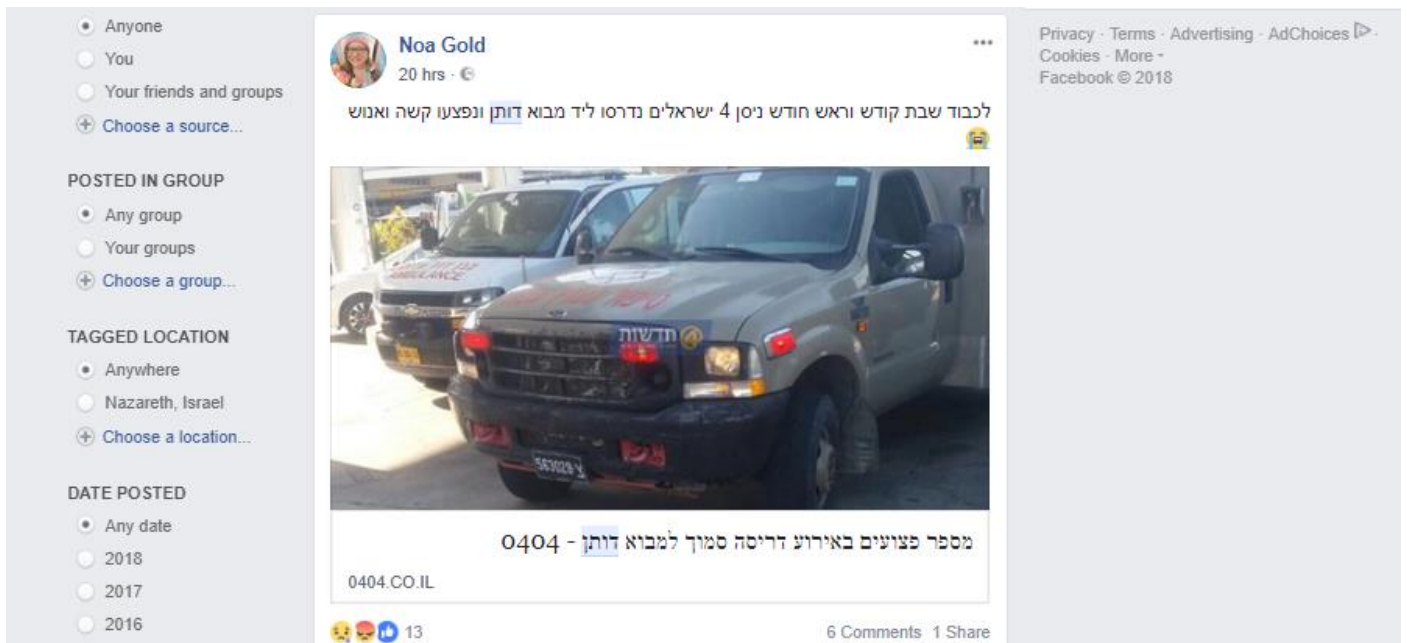 Anyone
You
Your friends and groups
Choose a source...
POSTED IN GROUP
Any group
Your groups
Choose a group...
TAGGED LOCATION
Anywhere
Nazareth, Israel
Choose a location...
DATE POSTED
Any date
2018
2017
2016
Noa Gold
20 hrs ·
לכבוד שבת קודש וראש חודש ניסן 4 ישראלים נדרסו ליד מבוא דותן ונפצעו קשה ואנוש
AMBULANCE
חדשות
מספר פצועים באירוע דריסה סמוך למבוא דותן - 0404
0404.CO.IL
13
6 Comments 1 Share
Privacy · Terms · Advertising · AdChoices ·
Cookies · More
Facebook © 2018